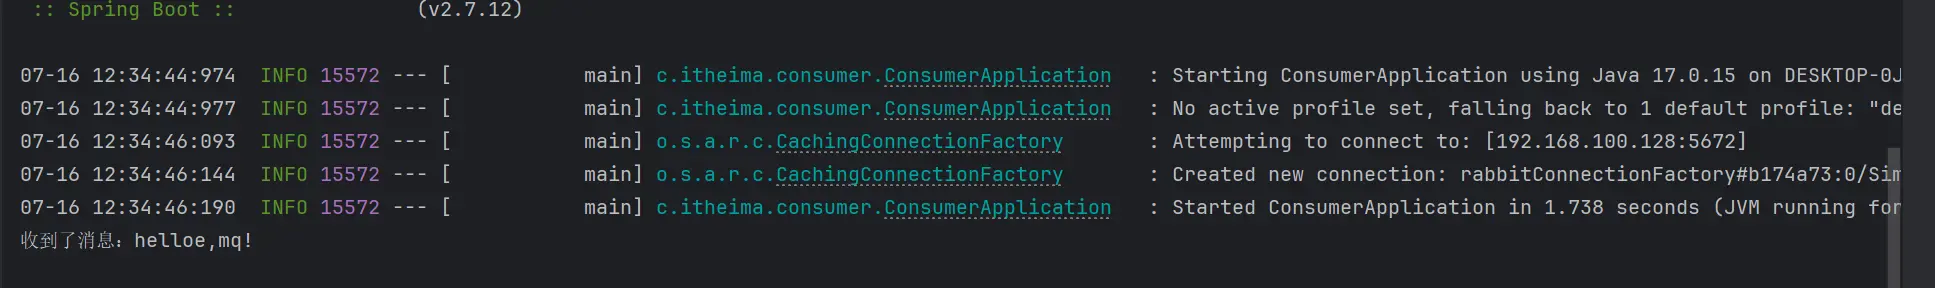 :: Spring Boot ::               (v2.7.12)
07-16 12:34:44:974  INFO 15572 --- [           main] c.itheima.consumer.ConsumerApplication   : Starting ConsumerApplication using Java 17.0.15 on DESKTOP-0J
07-16 12:34:44:977  INFO 15572 --- [           main] c.itheima.consumer.ConsumerApplication   : No active profile set, falling back to 1 default profile: "de
07-16 12:34:46:093  INFO 15572 --- [           main] o.s.a.r.c.CachingConnectionFactory       : Attempting to connect to: [192.168.100.128:5672]
07-16 12:34:46:144  INFO 15572 --- [           main] o.s.a.r.c.CachingConnectionFactory       : Created new connection: rabbitConnectionFactory#b174a73:0/Sim
07-16 12:34:46:190  INFO 15572 --- [           main] c.itheima.consumer.ConsumerApplication   : Started ConsumerApplication in 1.738 seconds (JVM running for
收到了消息：helloe,mq!